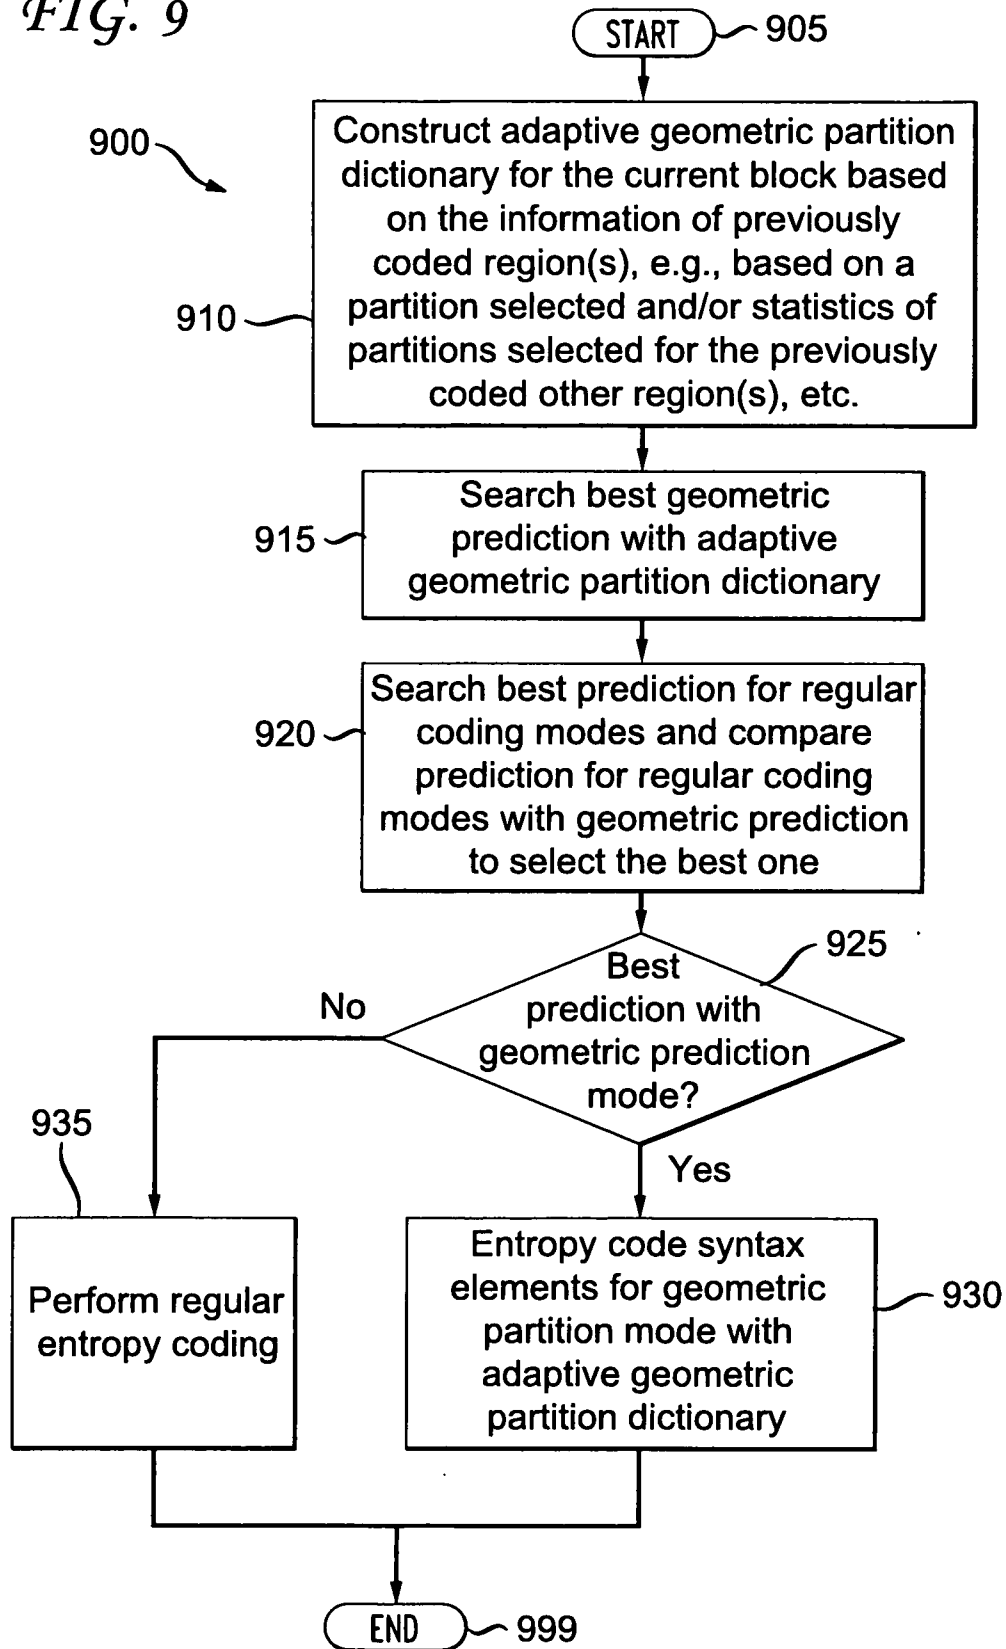 FIG. 9
START
905
900
Construct adaptive geometric partition
dictionary for the current block based
on the information of previously
coded region(s), e.g., based on a
partition selected and/or statistics of
partitions selected for the previously
coded other region(s), etc.
910
Search best geometric
prediction with adaptive
geometric partition dictionary
915
Search best prediction for regular
coding modes and compare
prediction for regular coding
modes with geometric prediction
to select the best one
920
925
Best
prediction with
geometric prediction
mode?
No
Yes
935
Perform regular
entropy coding
Entropy code syntax
elements for geometric
partition mode with
adaptive geometric
partition dictionary
930
END
999